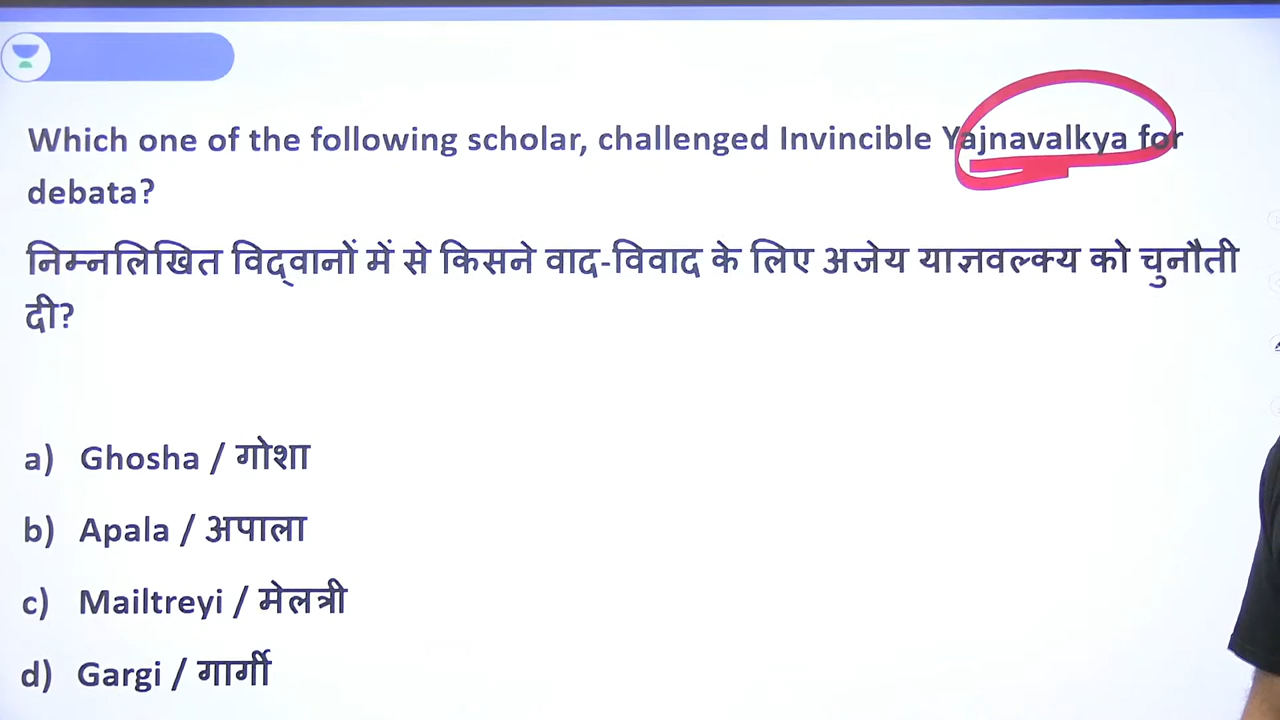 Which one of the following scholar, challenged Invincible Yajnavalkya for
debata?
निम्नलिखित विद्वानों में से किसने वाद-विवाद के लिए अजेय याज्ञवल्क्य को चुनौती
दी?
a) Ghosha / गोशा
b) Apala / अपाला
c) Mailtreyi / मेलत्री
d) Gargi / गार्गी